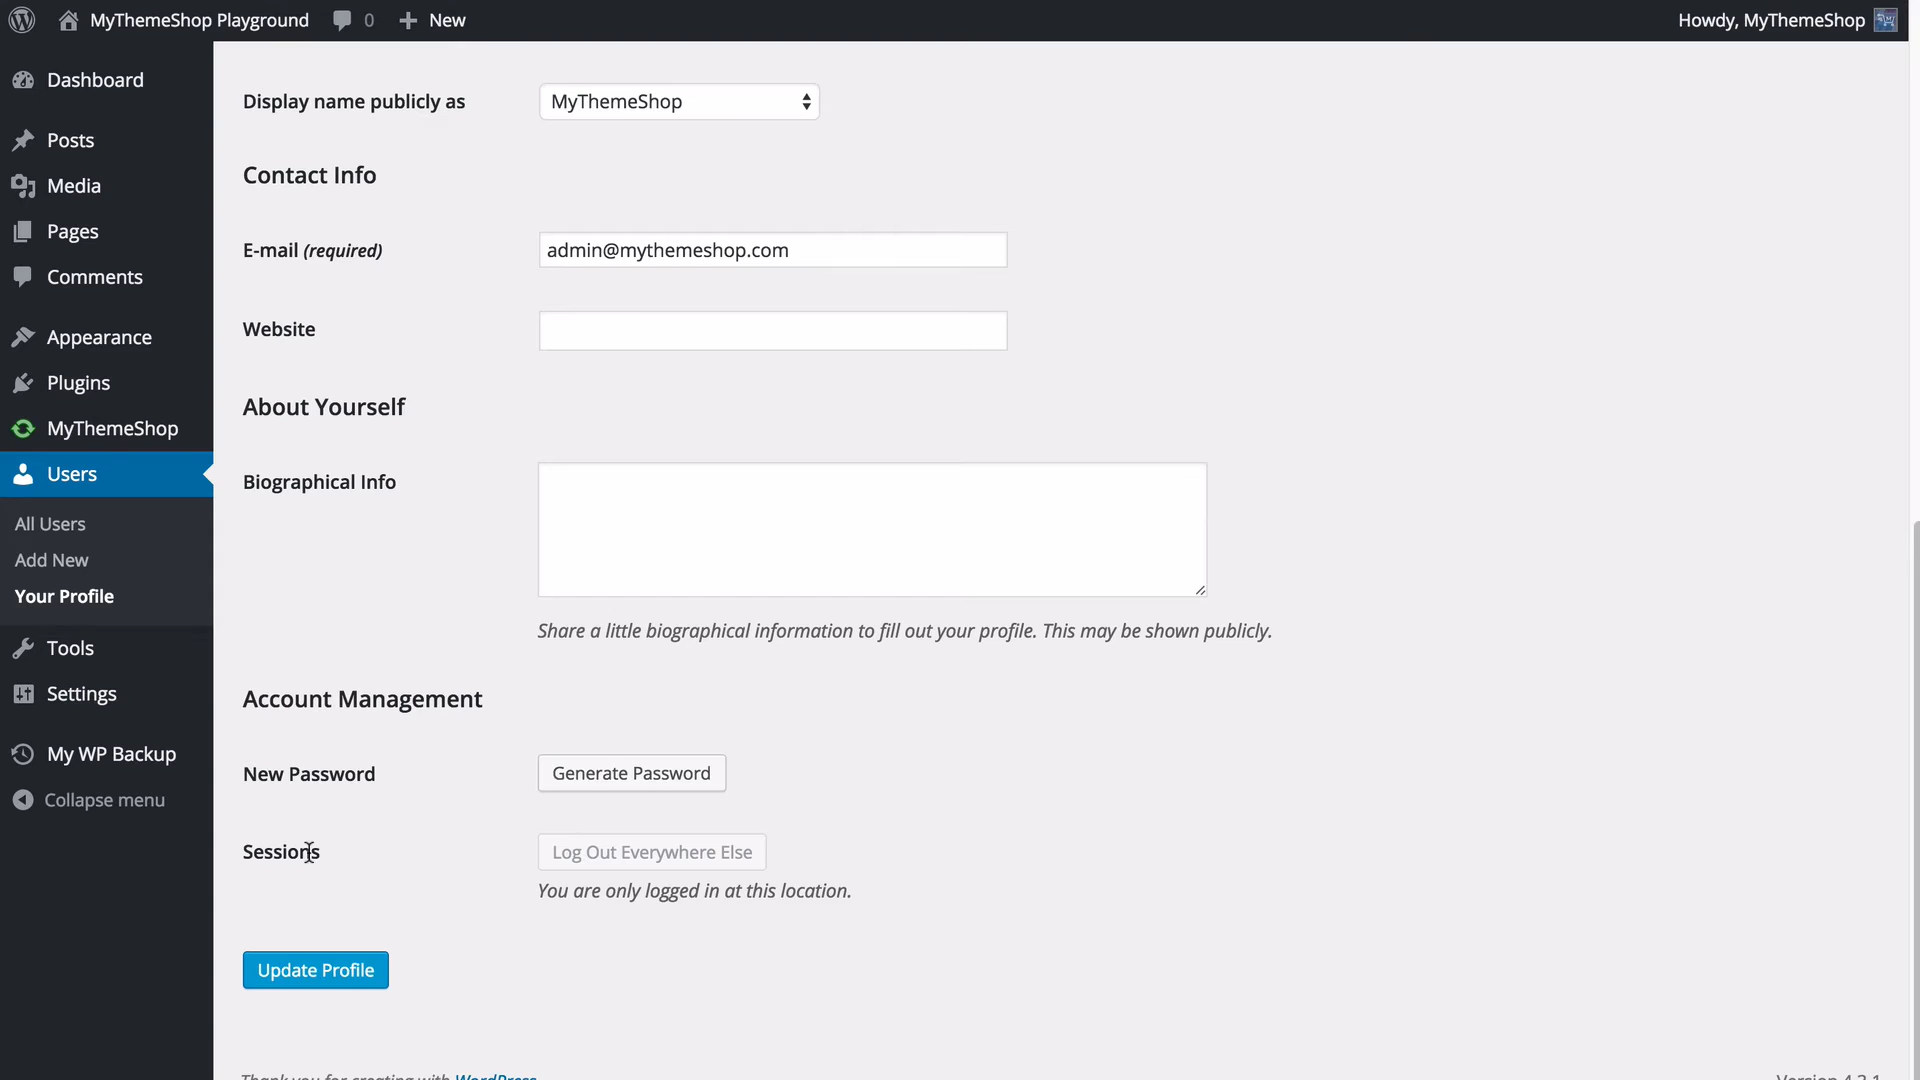 MyThemeShop Playground 0 New Howdy, MyThemeShop
Dashboard
Posts
Media
Pages
Comments
Appearance
Plugins
MyThemeShop
Users
All Users
Add New
Your Profile
Tools
Settings
My WP Backup
Collapse menu
Display name publicly as MyThemeShop
Contact Info
E-mail (required) admin@mythemeshop.com
Website
About Yourself
Biographical Info
Share a little biographical information to fill out your profile. This may be shown publicly.
Account Management
New Password Generate Password
Sessions Log Out Everywhere Else
You are only logged in at this location.
Update Profile
Thank you for creating with WordPress
Version 4.3.1